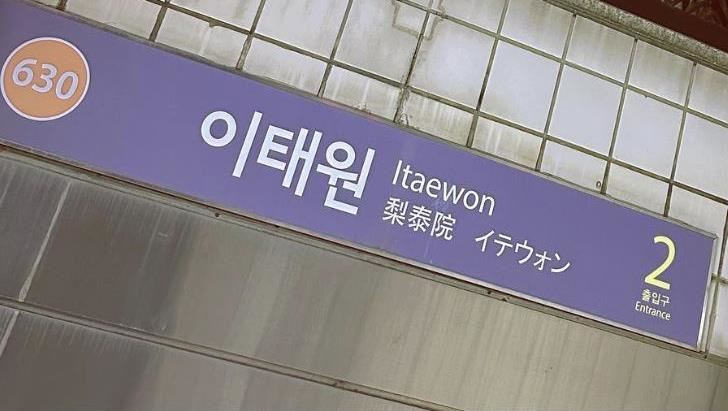 630
이태원
Itaewon
梨泰院 イテウォン
2
출입구
Entrance